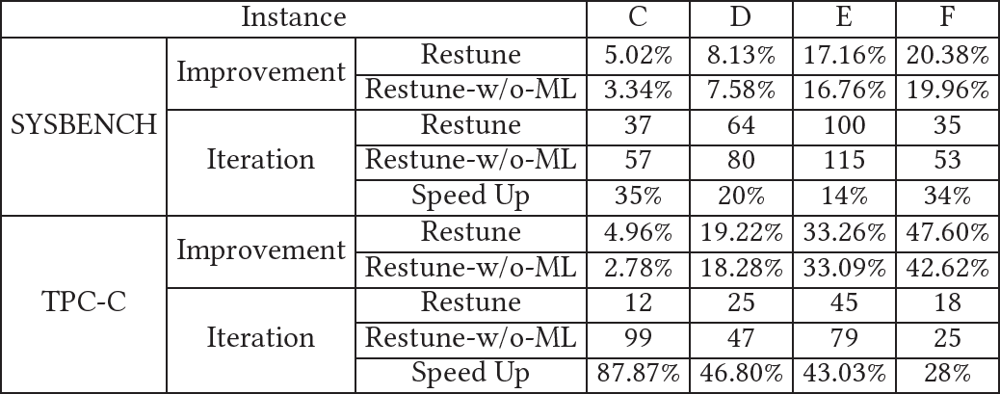 Instance C D E F
SYSBENCH Improvement Restune 5.02% 8.13% 17.16% 20.38%
Restune-w/o-ML 3.34% 7.58% 16.76% 19.96%
Iteration Restune 37 64 100 35
Restune-w/o-ML 57 80 115 53
Speed Up 35% 20% 14% 34%
TPC-C Improvement Restune 4.96% 19.22% 33.26% 47.60%
Restune-w/o-ML 2.78% 18.28% 33.09% 42.62%
Iteration Restune 12 25 45 18
Restune-w/o-ML 99 47 79 25
Speed Up 87.87% 46.80% 43.03% 28%